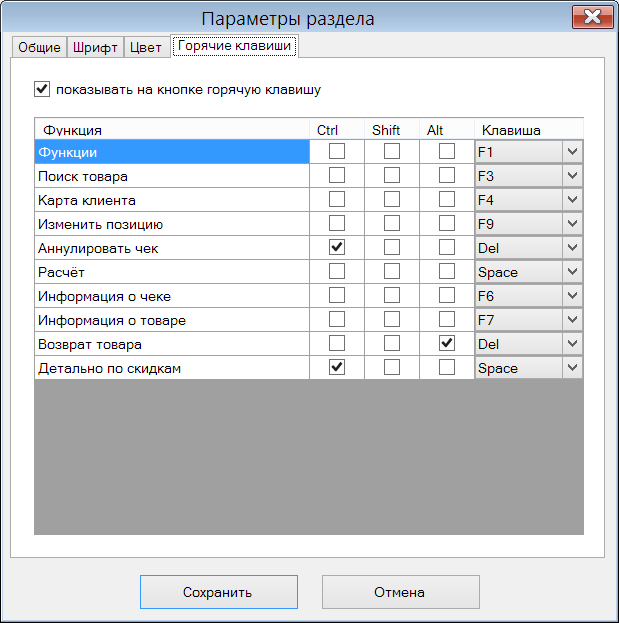 Параметры раздела
Общие Шрифт Цвет Горячие клавиши
показывать на кнопке горячую клавишу
Функция Ctrl Shift Alt Клавиша
Функции F1
Поиск товара F3
Карта клиента F4
Изменить позицию F9
Аннулировать чек Del
Расчёт Space
Информация о чеке F6
Информация о товаре F7
Возврат товара Del
Детально по скидкам Space
Сохранить Отмена